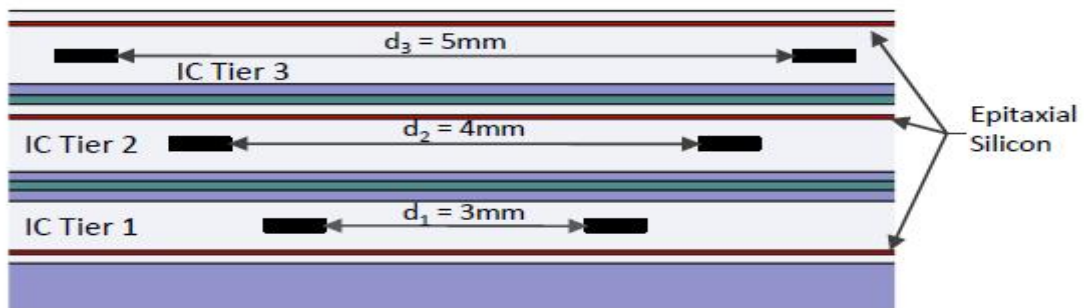 d₃ = 5mm
IC Tier 3
d₂ = 4mm
IC Tier 2
d₁ = 3mm
IC Tier 1
Epitaxial
Silicon